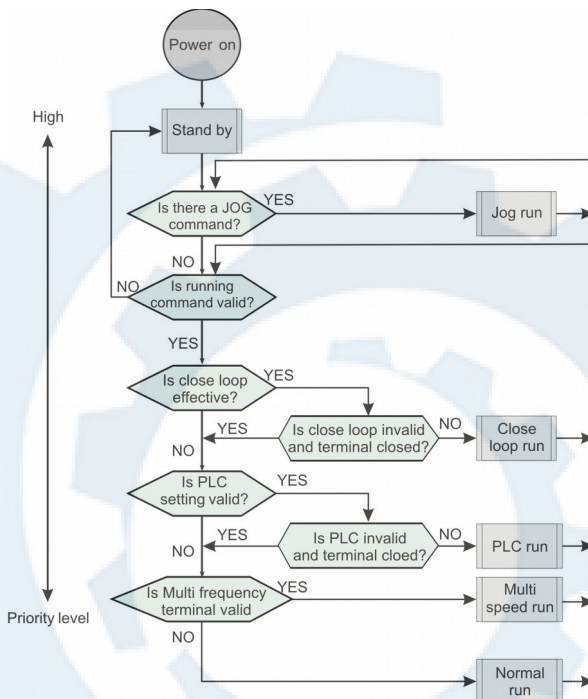 Power on
High
Stand by
Is there a JOG
command?
YES
Jog run
NO
Is running
command valid?
NO
YES
Is close loop
effective?
YES
Is close loop invalid
and terminal closed?
YES
NO
Close
loop run
NO
Is PLC
setting valid?
YES
Is PLC invalid
and terminal cloed?
YES
NO
PLC run
NO
Is Multi frequency
terminal valid
YES
Multi
speed run
Priority level
NO
Normal
run